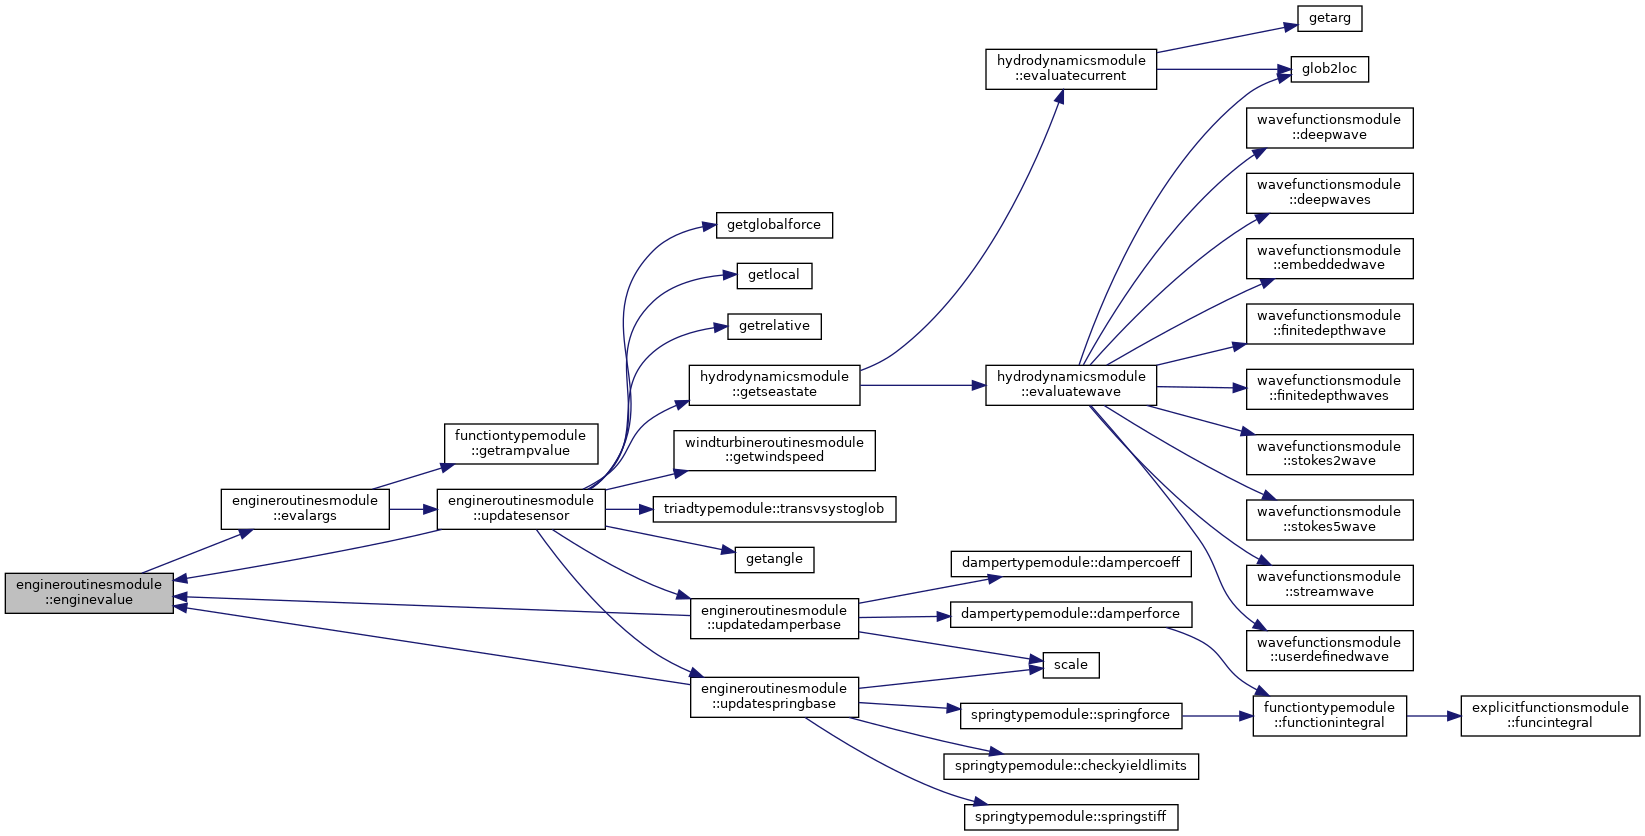 getarg
hydrodynamicsmodule
::evaluatecurrent
glob2loc
wavefunctionsmodule
::deepwave
wavefunctionsmodule
::deepwaves
getglobalforce
wavefunctionsmodule
::embeddedwave
getlocal
wavefunctionsmodule
::finitedepthwave
getrelative
hydrodynamicsmodule
::getseastate
hydrodynamicsmodule
::evaluatewave
wavefunctionsmodule
::finitedepthwaves
functiontypemodule
::getrampvalue
windturbineroutinesmodule
::getwindspeed
wavefunctionsmodule
::stokes2wave
engineroutinesmodule
::evalargs
engineroutinesmodule
::updatesensor
triadtypemodule::transvsystoglob
wavefunctionsmodule
::stokes5wave
getangle
dampertypemodule::dampercoeff
wavefunctionsmodule
::streamwave
engineroutinesmodule
::enginevalue
engineroutinesmodule
::updatedamperbase
dampertypemodule::damperforce
wavefunctionsmodule
::userdefinedwave
scale
engineroutinesmodule
::updatespringbase
springtypemodule::springforce
functiontypemodule
::functionintegral
explicitfunctionsmodule
::funcintegral
springtypemodule::checkyieldlimits
springtypemodule::springstiff